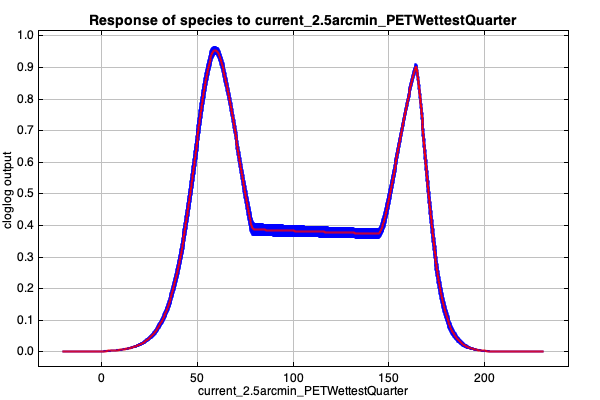 Response of species to current_2.5arcmin_PETWettestQuarter
1.0
0.9
0.8
0.7
0.6
0.5
0.4
0.3
0.2
0.1
0.0
cloglog output
0 50 100 150 200
current_2.5arcmin_PETWettestQuarter